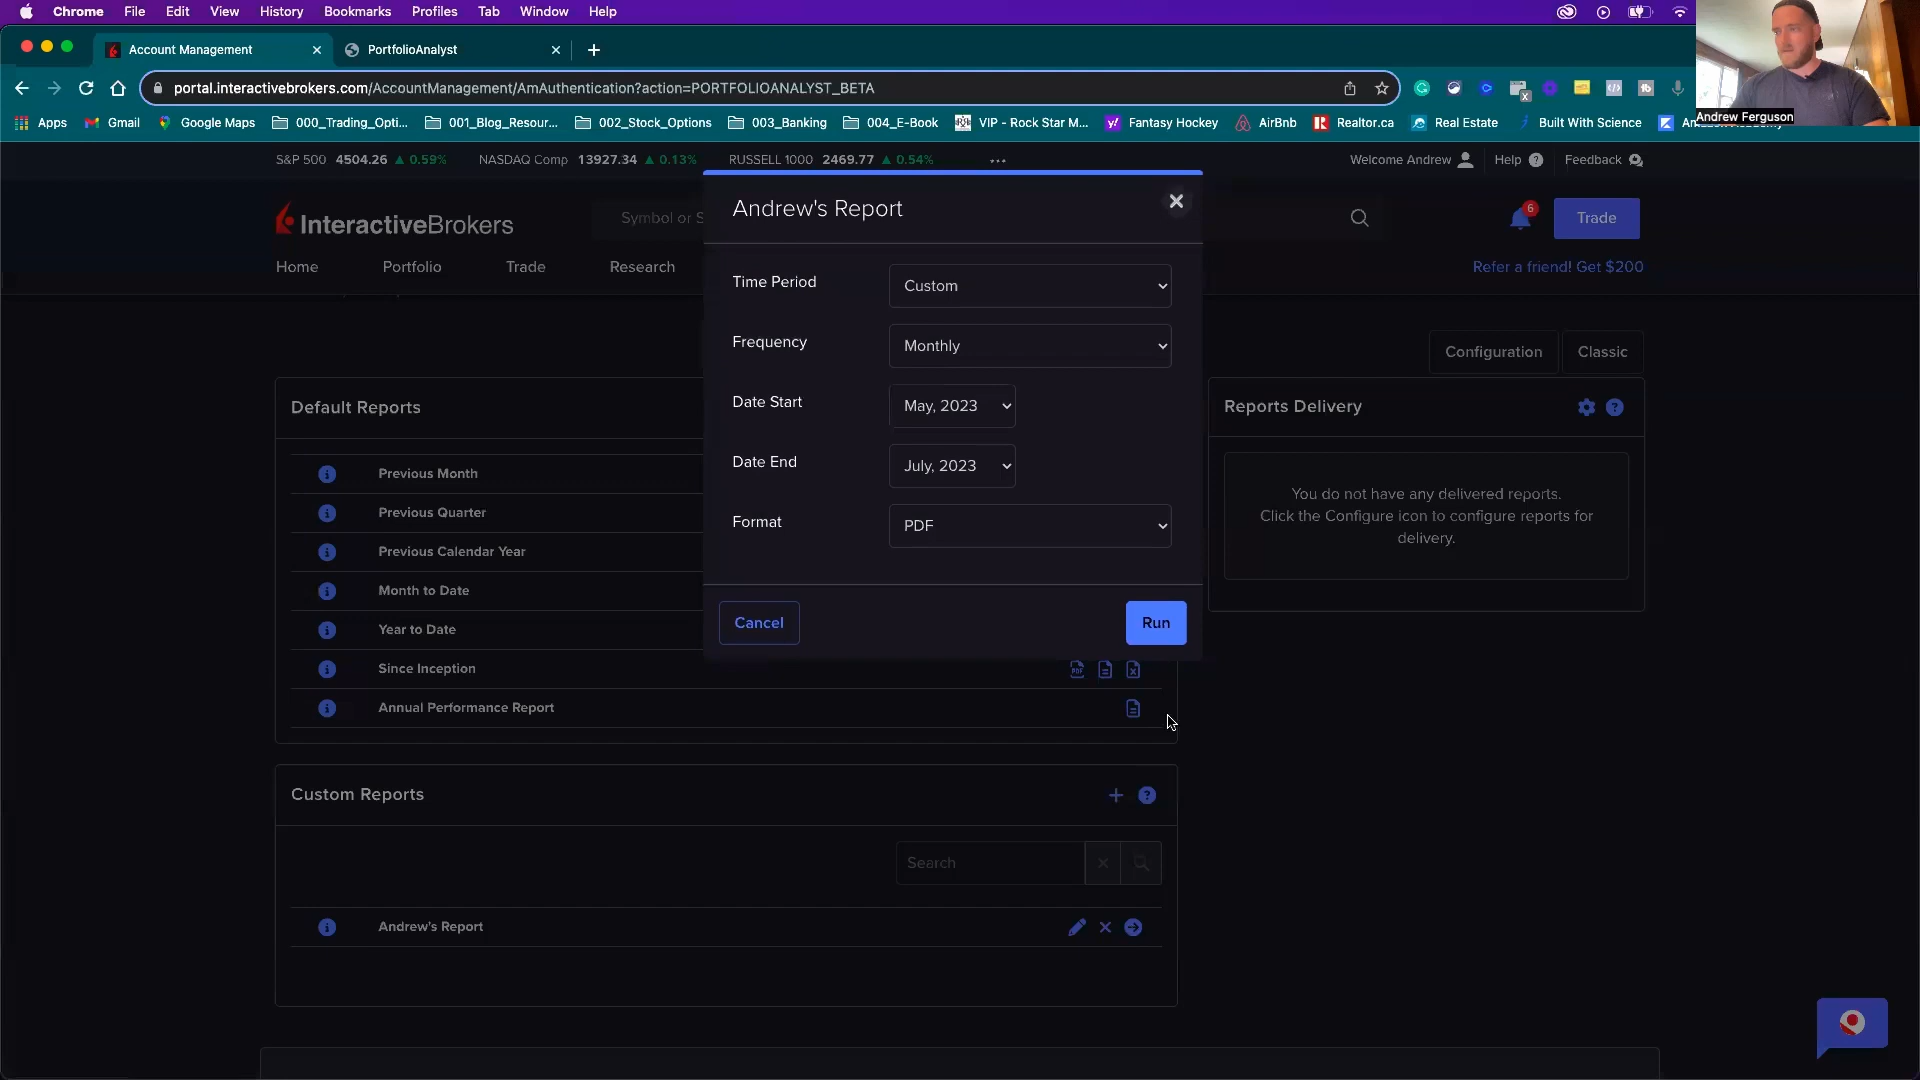 Chrome File Edit View History Bookmarks Profiles Tab Window Help
Account Management
PortfolioAnalyst
portal.interactivebrokers.com/AccountManagement/AmAuthentication?action=PORTFOLIOANALYST_BETA
Apps Gmail Google Maps 000_Trading_Opti... 001_Blog_Resour... 002_Stock_Options 003_Banking 004_E-Book VIP - Rock Star M... Fantasy Hockey AirBnb Realtor.ca Real Estate Built With Science
Andrew Ferguson
S&P 500 4504.26 ▲ 0.59% NASDAQ Comp 13927.34 ▲ 0.13% RUSSELL 1000 2469.77 ▲ 0.54% ...
Welcome Andrew Help Feedback
InteractiveBrokers
Symbol or S
6
Trade
Home Portfolio Trade Research
Refer a friend! Get $200
Andrew's Report
Time Period Custom
Frequency Monthly
Date Start May, 2023
Date End July, 2023
Format PDF
Cancel Run
Configuration Classic
Default Reports
Previous Month
Previous Quarter
Previous Calendar Year
Month to Date
Year to Date
Since Inception
Annual Performance Report
Reports Delivery
You do not have any delivered reports.
Click the Configure icon to configure reports for
delivery.
Custom Reports
Search
Andrew's Report